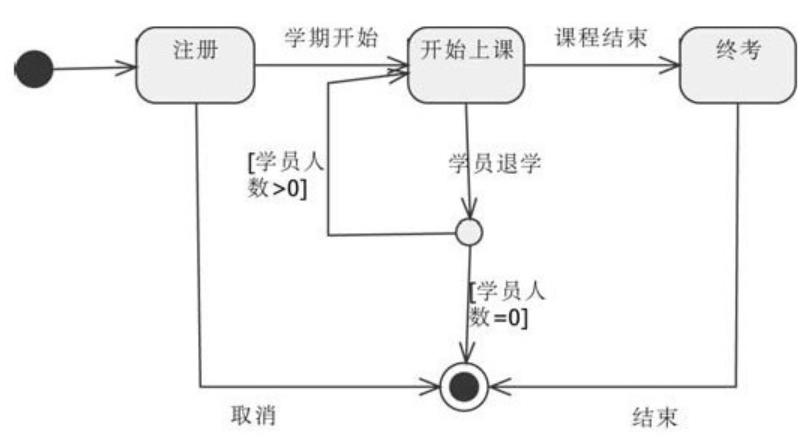 学期开始
课程结束
注册
开始上课
终考
[学员人
数>0]
学员退学
[学员人
数=0]
取消
结束